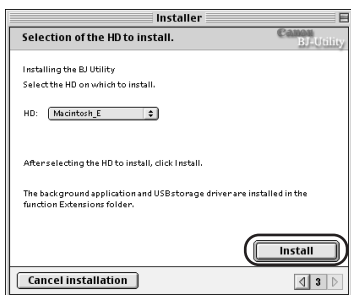 Installer
Selection of the HD to install.
Canon
BJ-Utility
Installing the BJ Utility
Select the HD on which to install.
HD: Macintosh_E
After selecting the HD to install, click Install.
The background application and USB storage driver are installed in the
function Extensions folder.
Install
Cancel installation
3